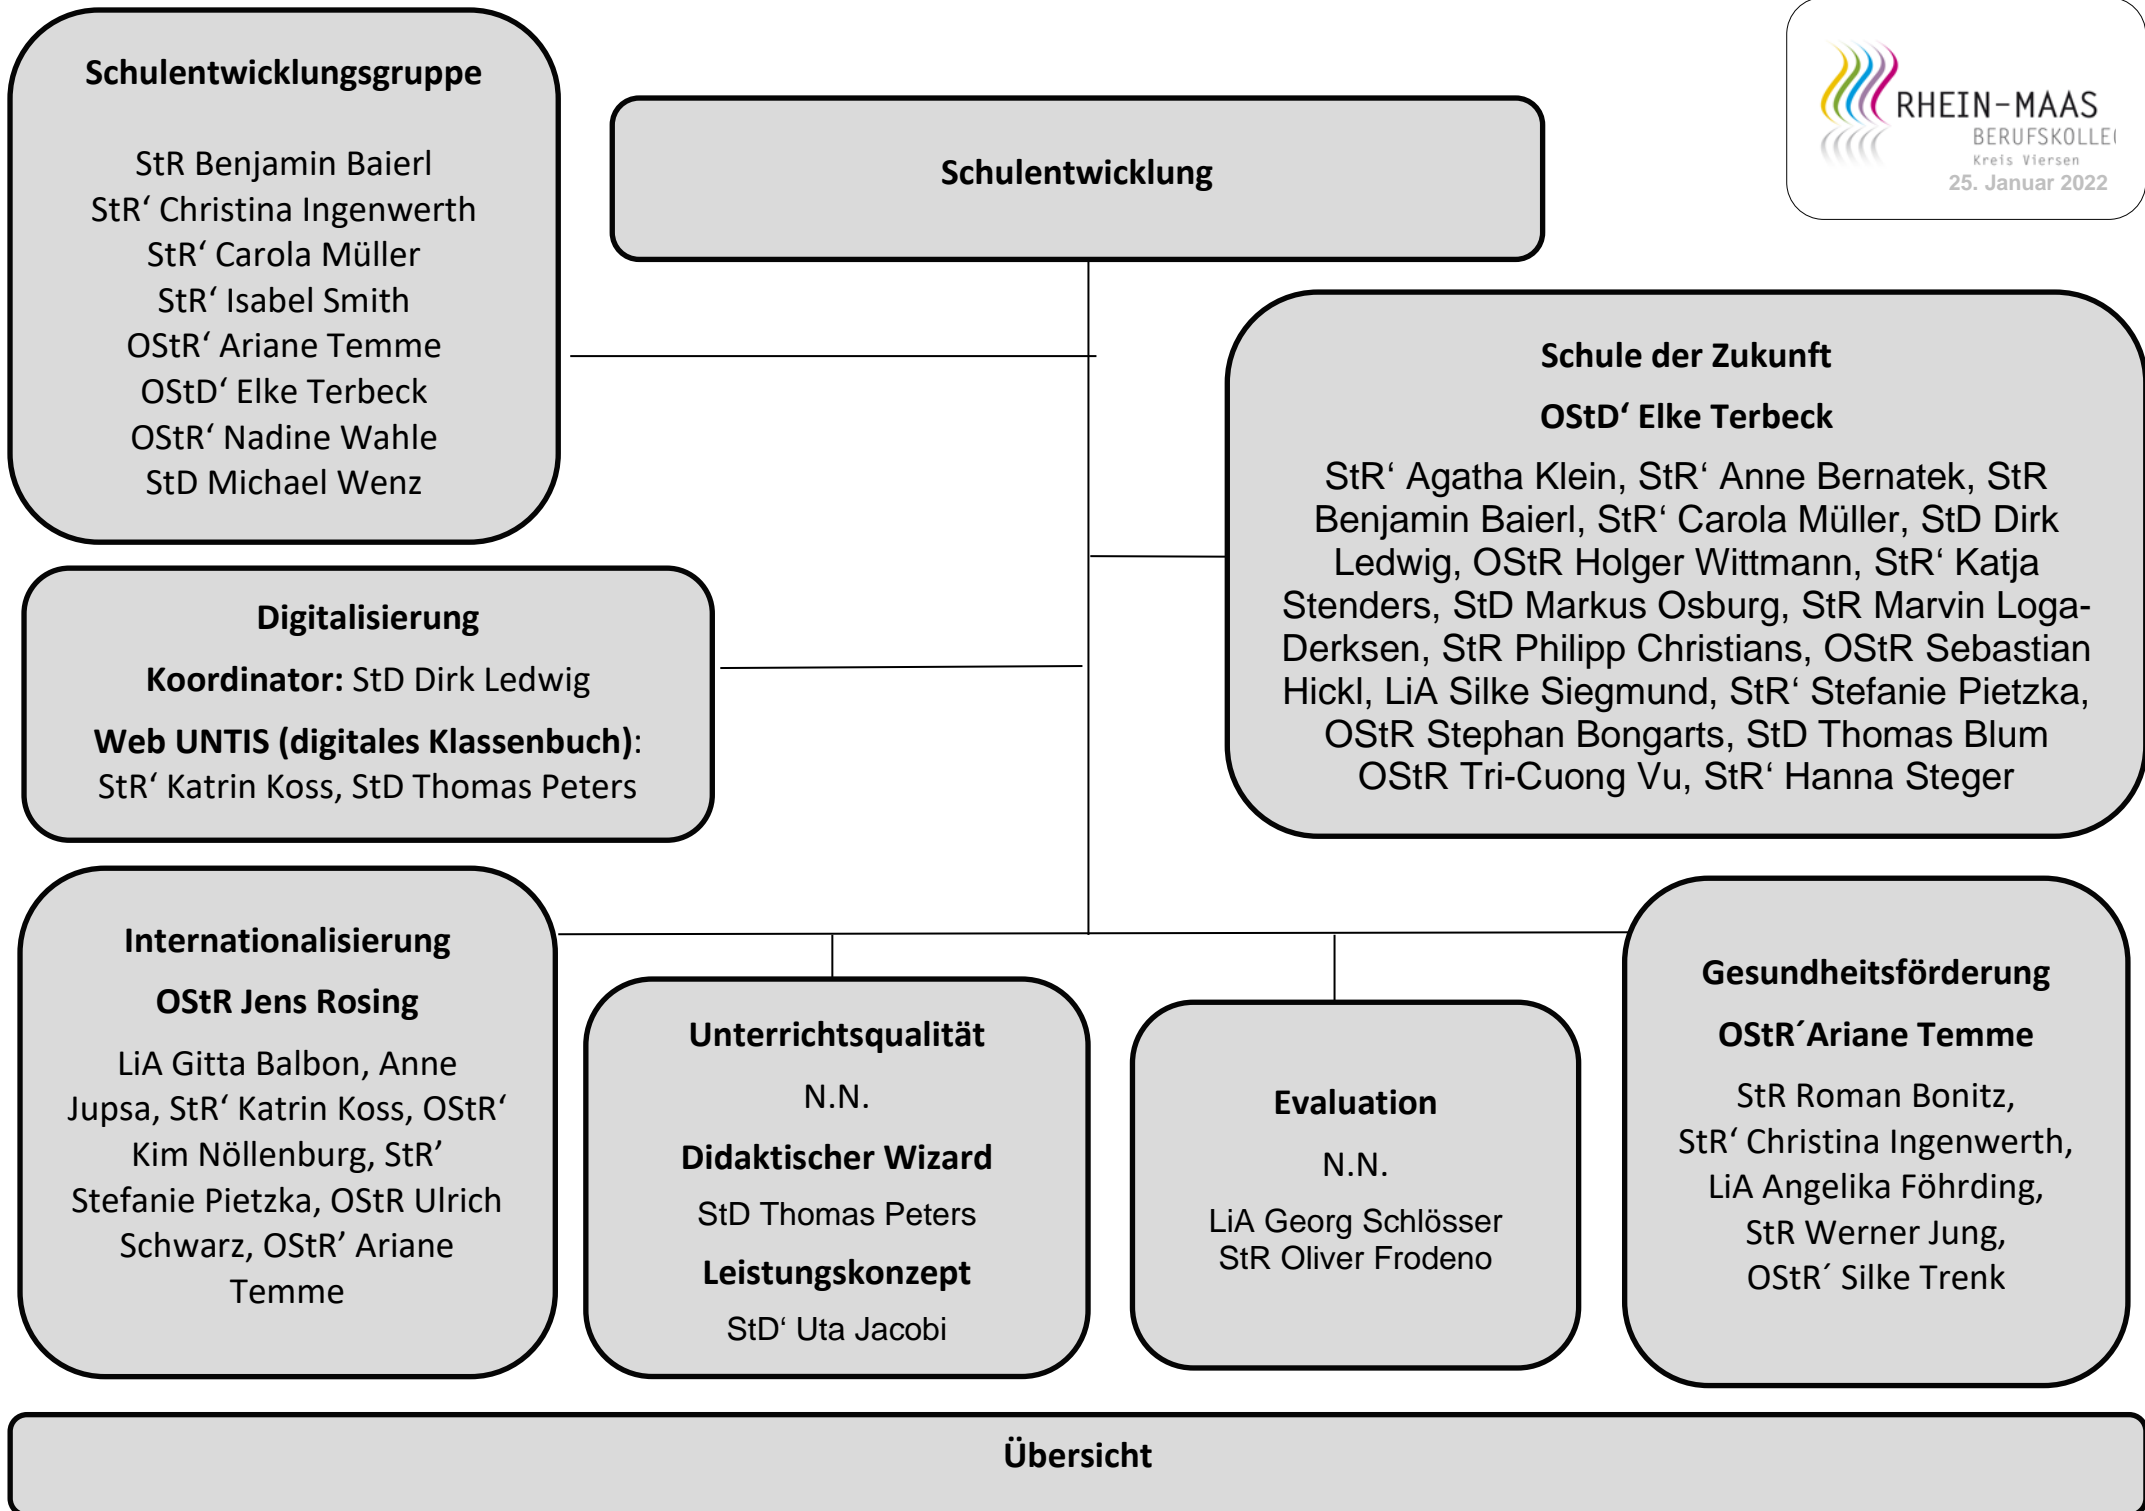 Schulentwicklungsgruppe
StR Benjamin Baierl
StR‘ Christina Ingenwerth
StR‘ Carola Müller
StR‘ Isabel Smith
OStR‘ Ariane Temme
OStD‘ Elke Terbeck
OStR‘ Nadine Wahle
StD Michael Wenz
Schulentwicklung
RHEIN-MAAS
BERUFSKOLLE
Kreis Viersen
25. Januar 2022
Schule der Zukunft
OStD‘ Elke Terbeck
StR‘ Agatha Klein, StR‘ Anne Bernatek, StR
Benjamin Baierl, StR‘ Carola Müller, StD Dirk
Ledwig, OStR Holger Wittmann, StR‘ Katja
Stenders, StD Markus Osburg, StR Marvin Loga-
Derksen, StR Philipp Christians, OStR Sebastian
Hickl, LiA Silke Siegmund, StR‘ Stefanie Pietzka,
OStR Stephan Bongarts, StD Thomas Blum
OStR Tri-Cuong Vu, StR‘ Hanna Steger
Digitalisierung
Koordinator: StD Dirk Ledwig
Web UNTIS (digitales Klassenbuch):
StR‘ Katrin Koss, StD Thomas Peters
Internationalisierung
OStR Jens Rosing
LiA Gitta Balbon, Anne
Jupsa, StR‘ Katrin Koss, OStR‘
Kim Nöllenburg, StR’
Stefanie Pietzka, OStR Ulrich
Schwarz, OStR’ Ariane
Temme
Unterrichtsqualität
N.N.
Didaktischer Wizard
StD Thomas Peters
Leistungskonzept
StD‘ Uta Jacobi
Evaluation
N.N.
LiA Georg Schlösser
StR Oliver Frodeno
Gesundheitsförderung
OStR´Ariane Temme
StR Roman Bonitz,
StR‘ Christina Ingenwerth,
LiA Angelika Föhrding,
StR Werner Jung,
OStR´ Silke Trenk
Übersicht